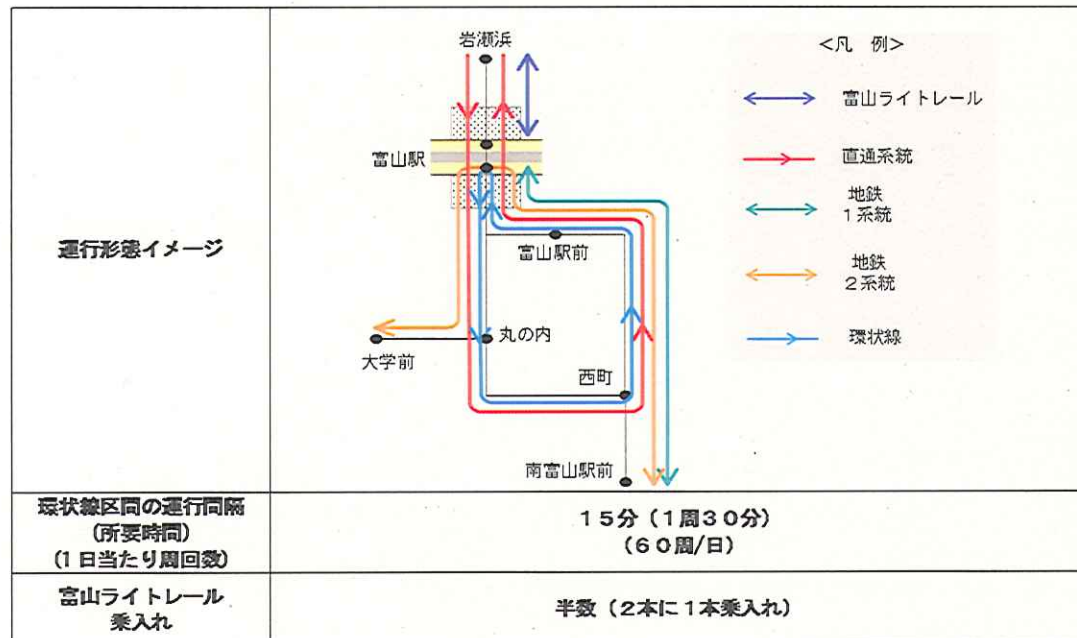 運行形態イメージ
岩瀬浜
富山駅
富山駅前
丸の内
大学前
西町
南富山駅前
<凡 例>
富山ライトレール
直通系統
地鉄
1系統
地鉄
2系統
環状線
環状線区間の運行間隔
(所要時間)
(1日当たり周回数)
15分(1周30分)
(60周/日)
富山ライトレール
乗入れ
半数(2本に1本乗入れ)